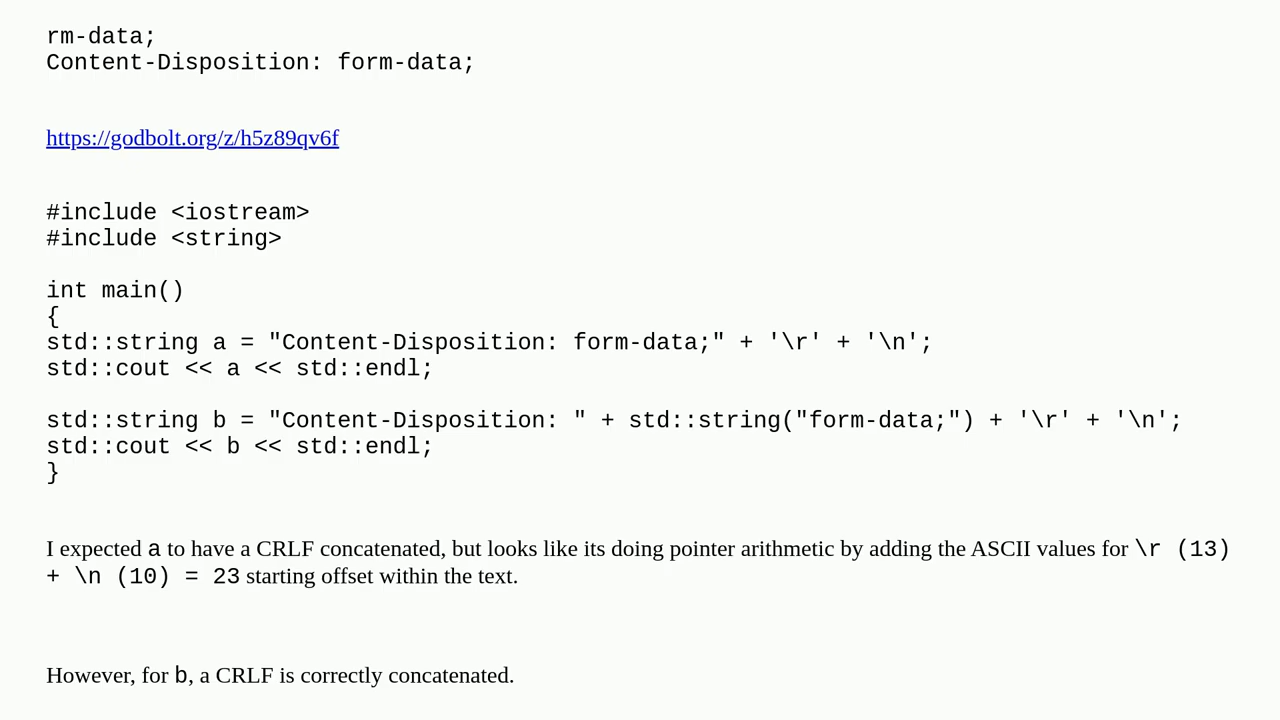 rm-data;
Content-Disposition: form-data;
https://godbolt.org/z/h5z89qv6f
#include <iostream>
#include <string>
int main()
{
std::string a = "Content-Disposition: form-data;" + '\r' + '\n';
std::cout << a << std::endl;
std::string b = "Content-Disposition: " + std::string("form-data;") + '\r' + '\n';
std::cout << b << std::endl;
}
I expected a to have a CRLF concatenated, but looks like its doing pointer arithmetic by adding the ASCII values for \r (13)
+ \n (10) = 23 starting offset within the text.
However, for b, a CRLF is correctly concatenated.